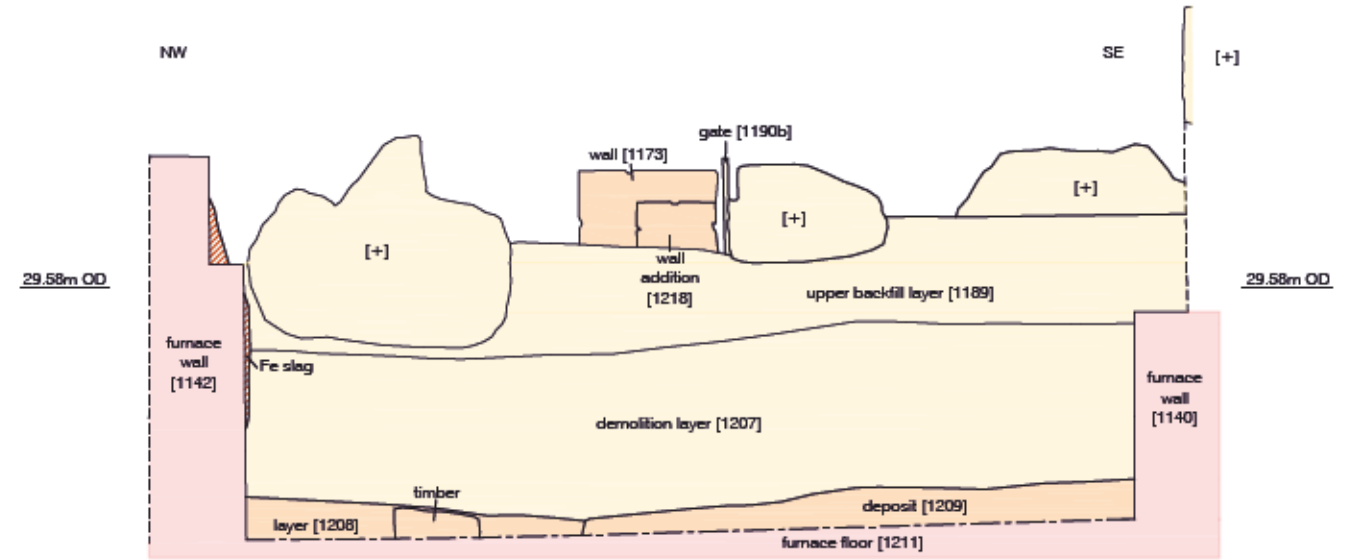 NW
SE
[+]
gate [1190b]
wall [1173]
[+]
[+]
[+]
wall
addition
[1218]
29.58m OD
29.58m OD
upper backfill layer [1189]
furnace
wall
[1142]
Fe slag
furnace
wall
[1140]
demolition layer [1207]
timber
layer [1208]
deposit [1209]
furnace floor [1211]